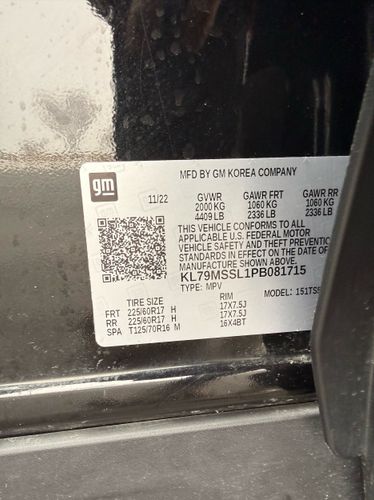 MFD BY GM KOREA COMPANY
gm
11/22
GVWR GAWR FRT GAWR RR
2000 KG 1060 KG 1060 KG
4409 LB 2336 LB 2336 LB
THIS VEHICLE CONFORMS TO ALL
APPLICABLE U.S. FEDERAL MOTOR
VEHICLE SAFETY AND THEFT PREVENTION
STANDARDS IN EFFECT ON THE DATE OF
MANUFACTURE SHOWN ABOVE.
KL79MSSL1PB081715
TYPE: MPV
MODEL:
TIRE SIZE RIM
FRT 225/60R17 H 17X7.5J
RR 225/60R17 H 17X7.5J
SPA T125/70R16 M 16X4BT